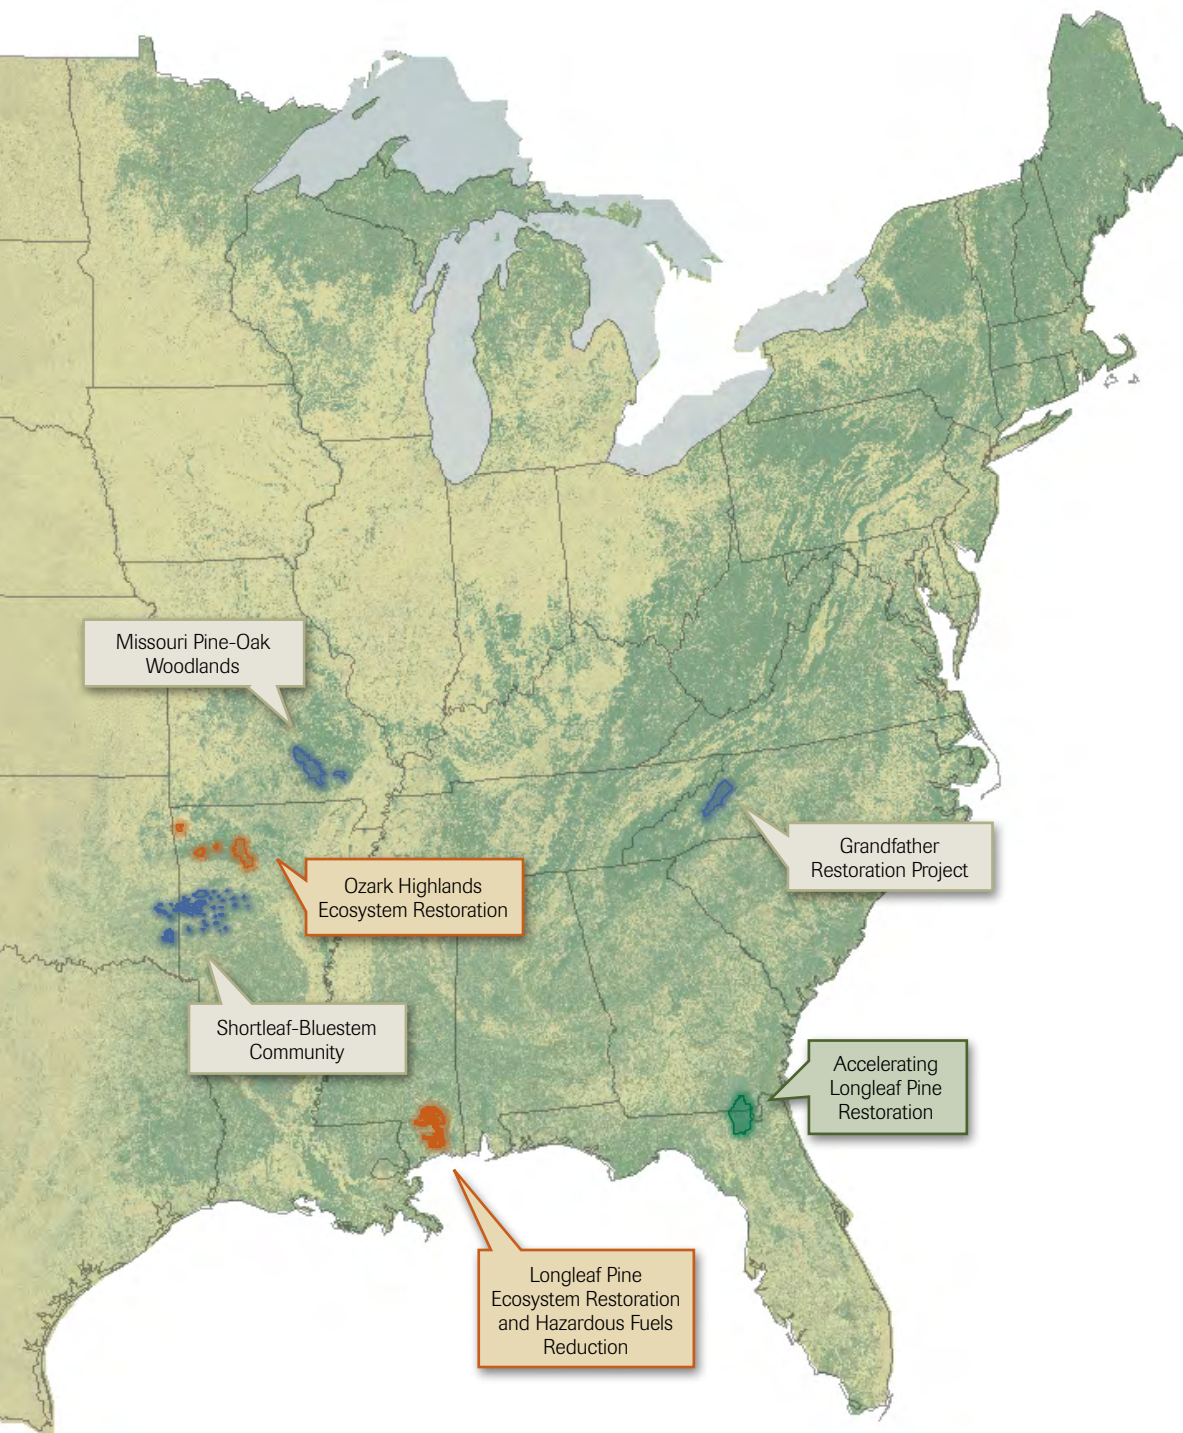 Missouri Pine-Oak
Woodlands
Grandfather
Restoration Project
Ozark Highlands
Ecosystem Restoration
Shortleaf-Bluestem
Community
Accelerating
Longleaf Pine
Restoration
Longleaf Pine
Ecosystem Restoration
and Hazardous Fuels
Reduction